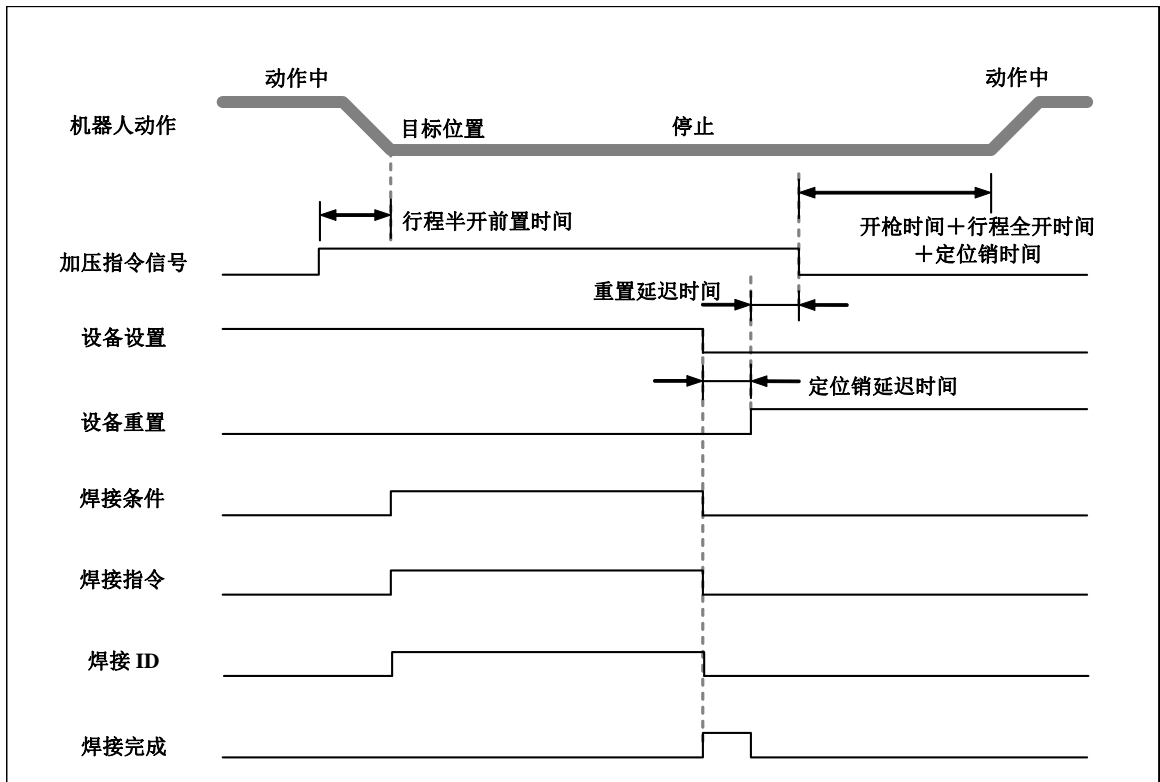 动作中
动作中
机器人动作
目标位置
停止
行程半开前置时间
开枪时间＋行程全开时间
＋定位销时间
加压指令信号
重置延迟时间
设备设置
定位销延迟时间
设备重置
焊接条件
焊接指令
焊接 ID
焊接完成